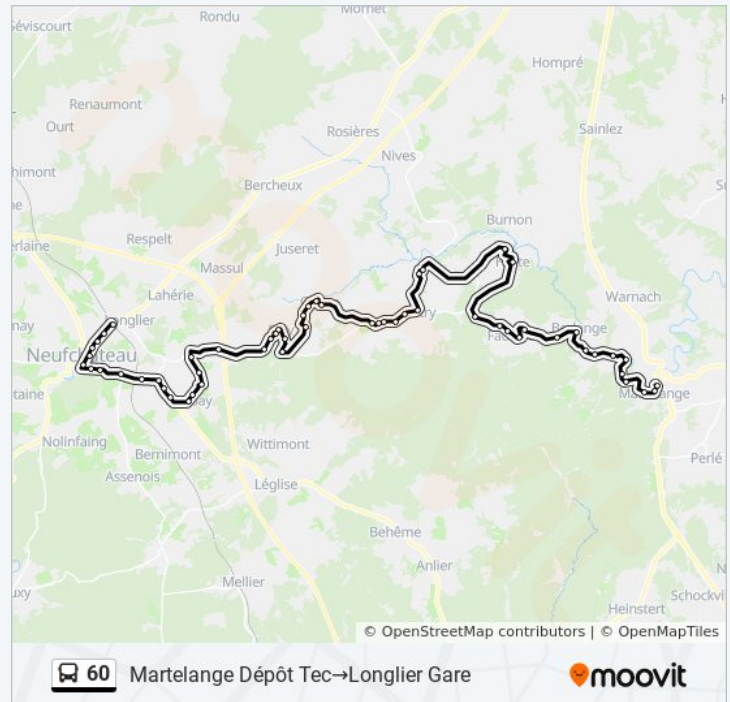 Séviscourt
Rondu
Mornet
Hompré
Renaumont
Ourt
Sainlez
Rosières
Nives
himont
Bercheux
Burnon
erlaine
Respelt
Juseret
Massul
Warnach
Lahérie
Longlier
nay
Neufchâteau
taine
Nolinfaing
Assenois
Bernimont
Wittimont
Léglise
Perlé
Behême
Anlier
Mellier
uxy
Heinstert
Schockvi
© OpenStreetMap contributors | © OpenMapTiles
60 Martelange Dépôt Tec→Longlier Gare
moovit